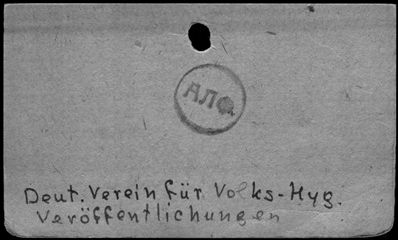 АЛФ.
Deut. Verein für Volks-Hyg.
Veröffentlichungen